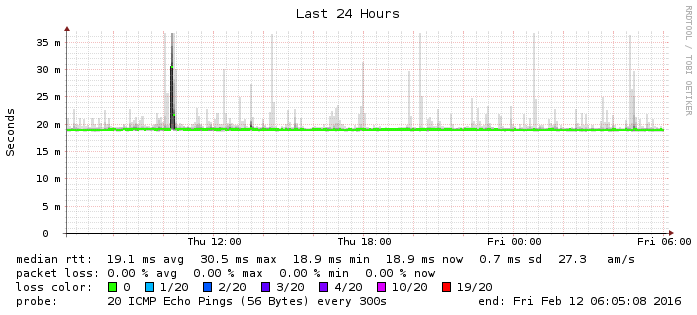 Last 24 Hours
RRDTOOL / TOBI OETIKER
Seconds
35 m
30 m
25 m
20 m
15 m
10 m
5 m
0
Thu 12:00 Thu 18:00 Fri 00:00 Fri 06:00
median rtt: 19.1 ms avg 30.5 ms max 18.9 ms min 18.9 ms now 0.7 ms sd 27.3 am/s
packet loss: 0.00 % avg 0.00 % max 0.00 % min 0.00 % now
loss color: 0 1/20 2/20 3/20 4/20 10/20 19/20
probe: 20 ICMP Echo Pings (56 Bytes) every 300s end: Fri Feb 12 06:05:08 2016